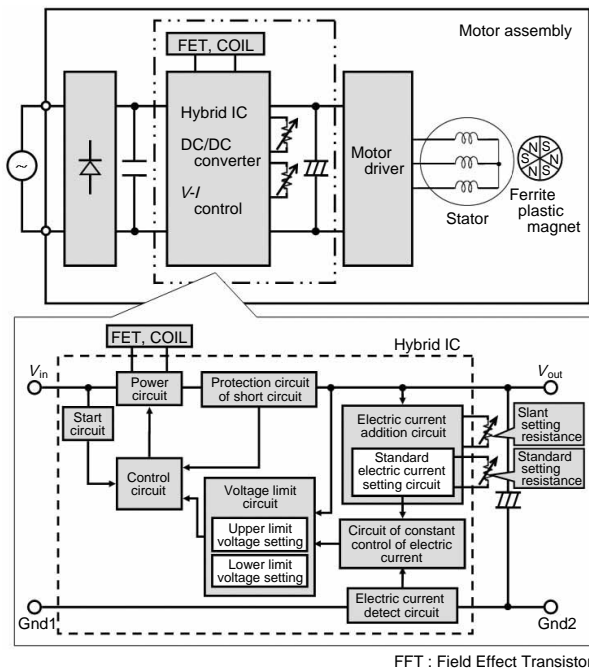 Motor assembly
FET, COIL
Hybrid IC
DC/DC
converter
V-I
control
Motor
driver
Stator
N
S
N
S
N
S
Ferrite
plastic
magnet
FET, COIL
Hybrid IC
Vin
Vout
Power
circuit
Protection circuit
of short circuit
Start
circuit
Control
circuit
Electric current
addition circuit
Standard
electric current
setting circuit
Slant
setting
resistance
Standard
setting
resistance
Voltage limit
circuit
Upper limit
voltage setting
Lower limit
voltage setting
Circuit of constant
control of electric
current
Electric current
detect circuit
Gnd1
Gnd2
FFT : Field Effect Transistor